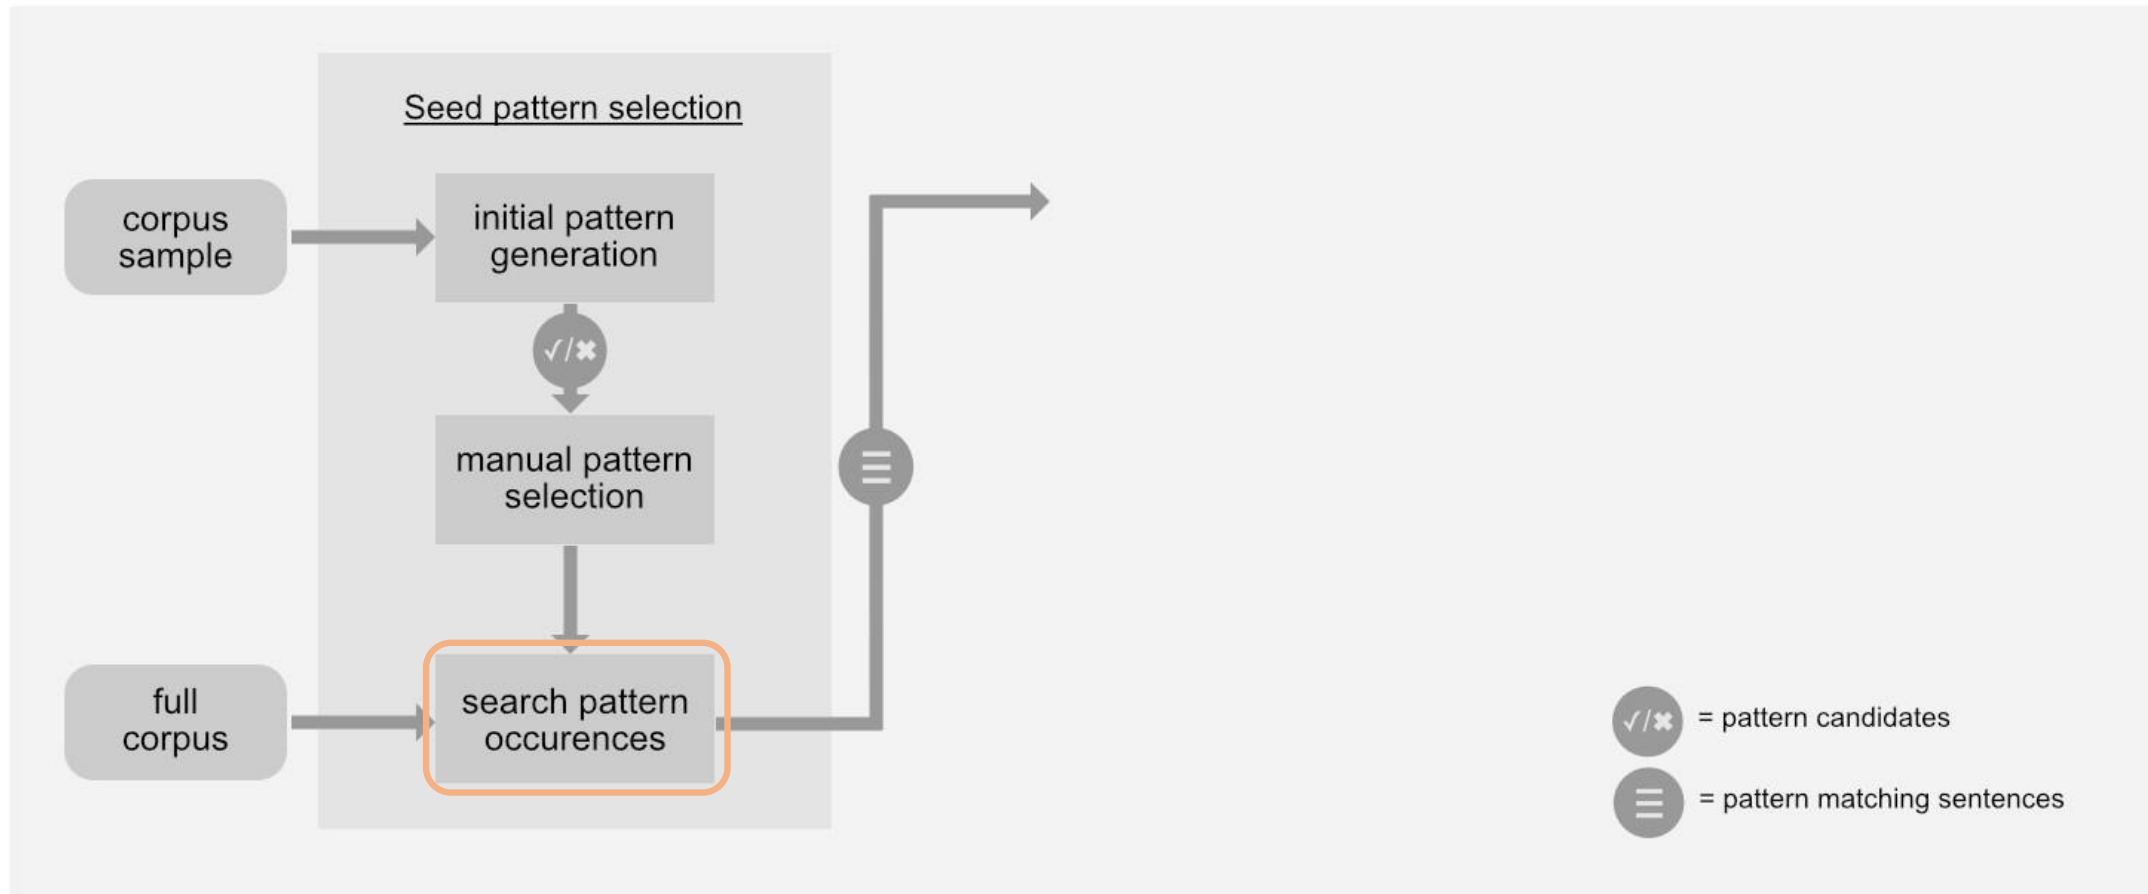 Seed pattern selection
corpus
sample
initial pattern
generation
✓/✖
manual pattern
selection
full
corpus
search pattern
occurences
✓/✖ = pattern candidates
= pattern matching sentences